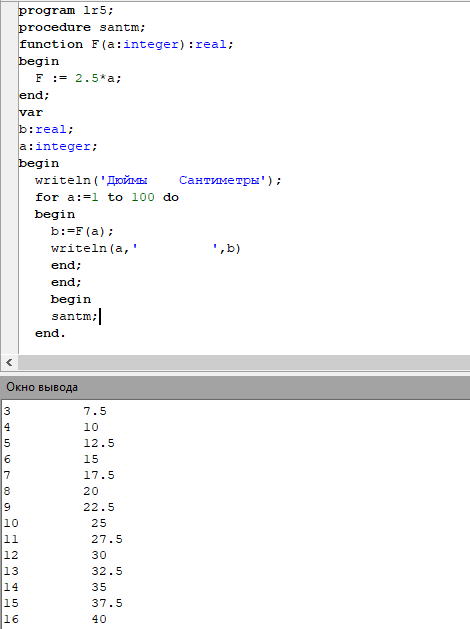 program lr5;
procedure santm;
function F(a:integer):real;
begin
  F := 2.5*a;
end;
var
b:real;
a:integer;
begin
  writeln('Дюймы    Сантиметры');
  for a:=1 to 100 do
  begin
    b:=F(a);
    writeln(a,'         ',b)
    end;
    end;
    begin
    santm;
  end.
Окно вывода
3         7.5
4         10
5         12.5
6         15
7         17.5
8         20
9         22.5
10         25
11         27.5
12         30
13         32.5
14         35
15         37.5
16         40